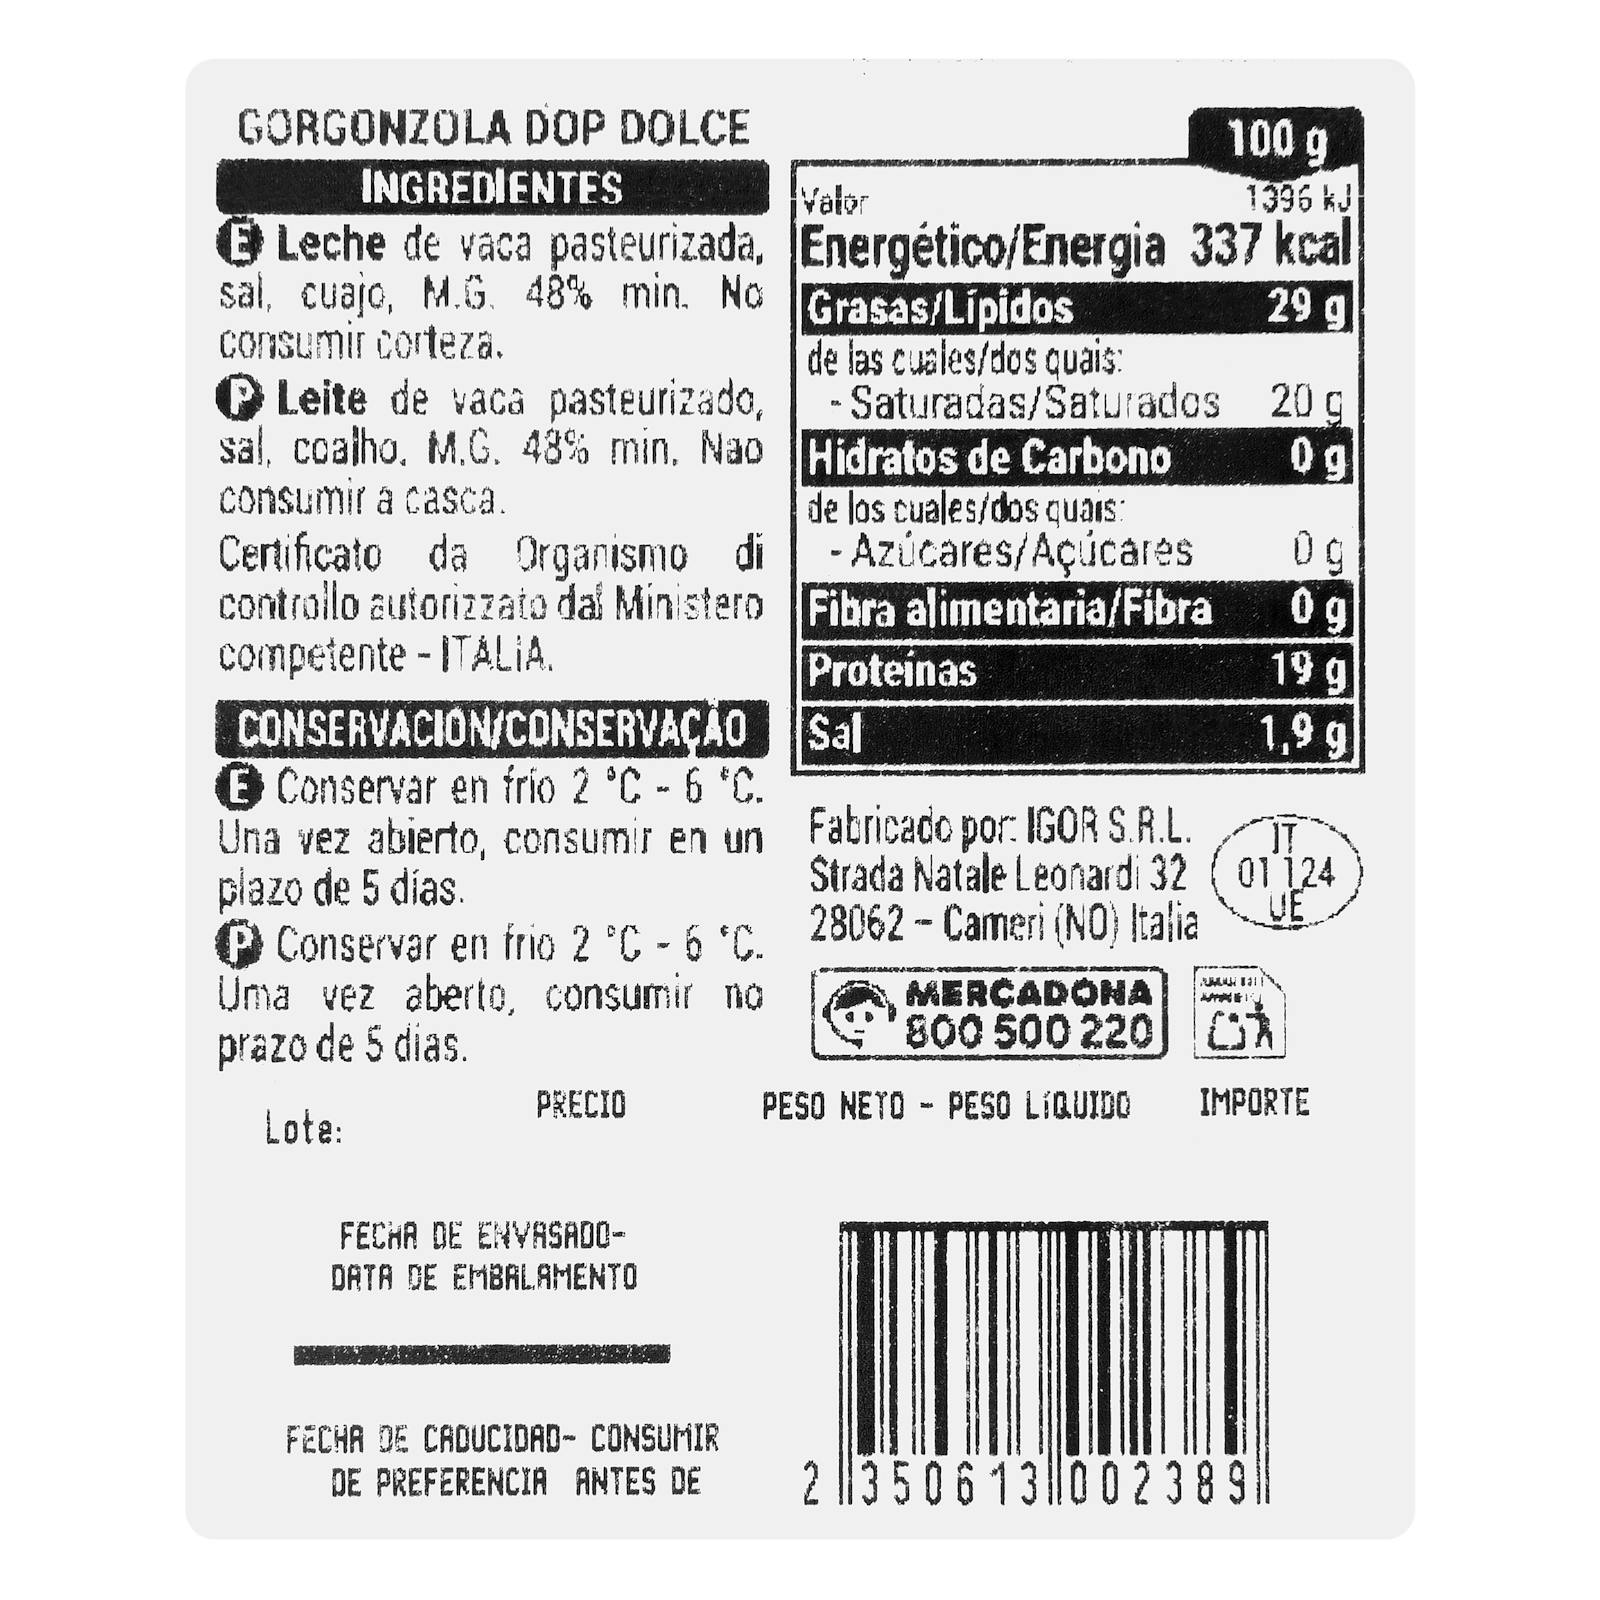 GORGONZOLA DOP DOLCE
INGREDIENTES
E Leche de vaca pasteurizada,
sal, cuajo, M.G. 48% min. No
consumir corteza.
P Leite de vaca pasteurizado,
sal, coalho, M.G. 48% min. Nao
consumir a casca.
Certificato da Organismo di
controllo autorizzato dal Ministero
competente - ITALIA.
CONSERVACIÓN/CONSERVAÇÃO
E Conservar en frío 2 °C - 6 °C.
Una vez abierto, consumir en un
plazo de 5 días.
P Conservar en frio 2 °C - 6 °C.
Uma vez aberto, consumir no
prazo de 5 dias.
100 g
Valor 1396 kJ
Energético/Energia 337 kcal
Grasas/Lípidos 29 g
de las cuales/dos quais:
- Saturadas/Saturados 20 g
Hidratos de Carbono 0 g
de los cuales/dos quais:
- Azúcares/Açúcares 0 g
Fibra alimentaria/Fibra 0 g
Proteínas 19 g
Sal 1,9 g
Fabricado por: IGOR S.R.L.
Strada Natale Leonardi 32
28062 - Cameri (NO) Italia
IT
01 124
UE
MERCADONA
800 500 220
Lote:
PRECIO
PESO NETO - PESO LÍQUIDO
IMPORTE
FECHA DE ENVASADO-
DATA DE EMBALAMENTO
FECHA DE CADUCIDAD- CONSUMIR
DE PREFERENCIA ANTES DE
2 350613 002389